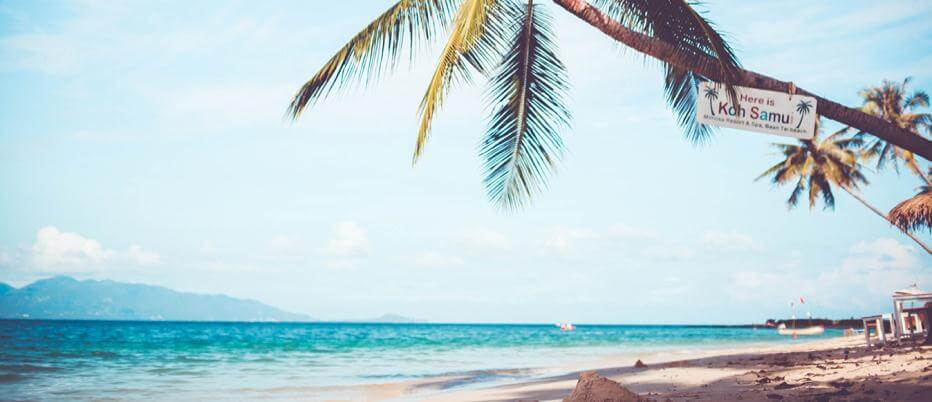 Here is
Koh Samui
Mimosa Resort & Spa, Baan Tai beach